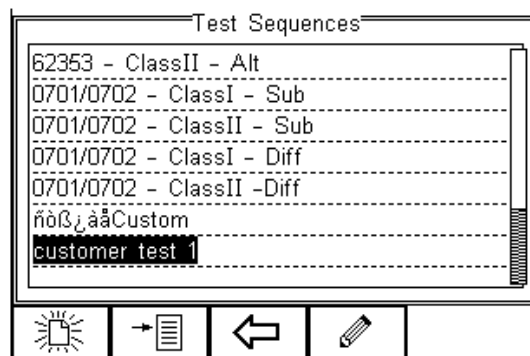 Test Sequences
62353 - ClassII - Alt
0701/0702 - ClassI - Sub
0701/0702 - ClassII - Sub
0701/0702 - ClassI - Diff
0701/0702 - ClassII -Diff
ñòß¿àåCustom
customer test 1